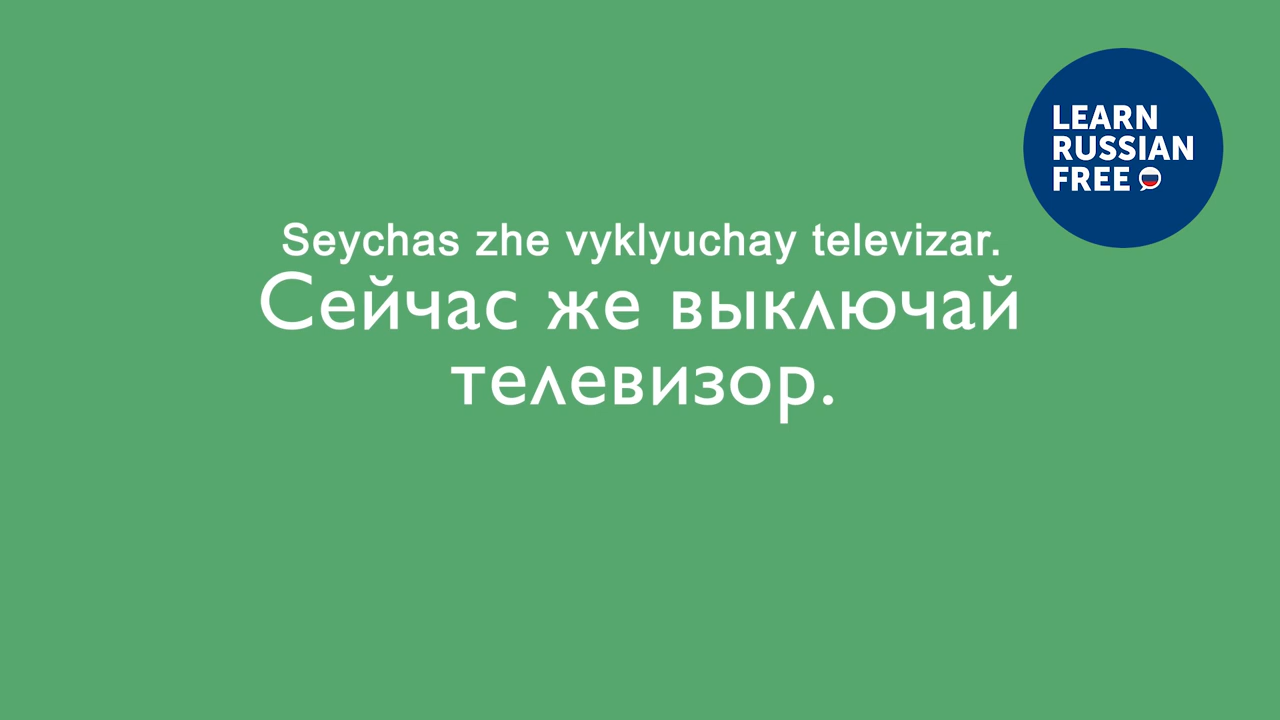 LEARN
RUSSIAN
FREE
Seychas zhe vyklyuchay televizar.
Сейчас же выключай
телевизор.